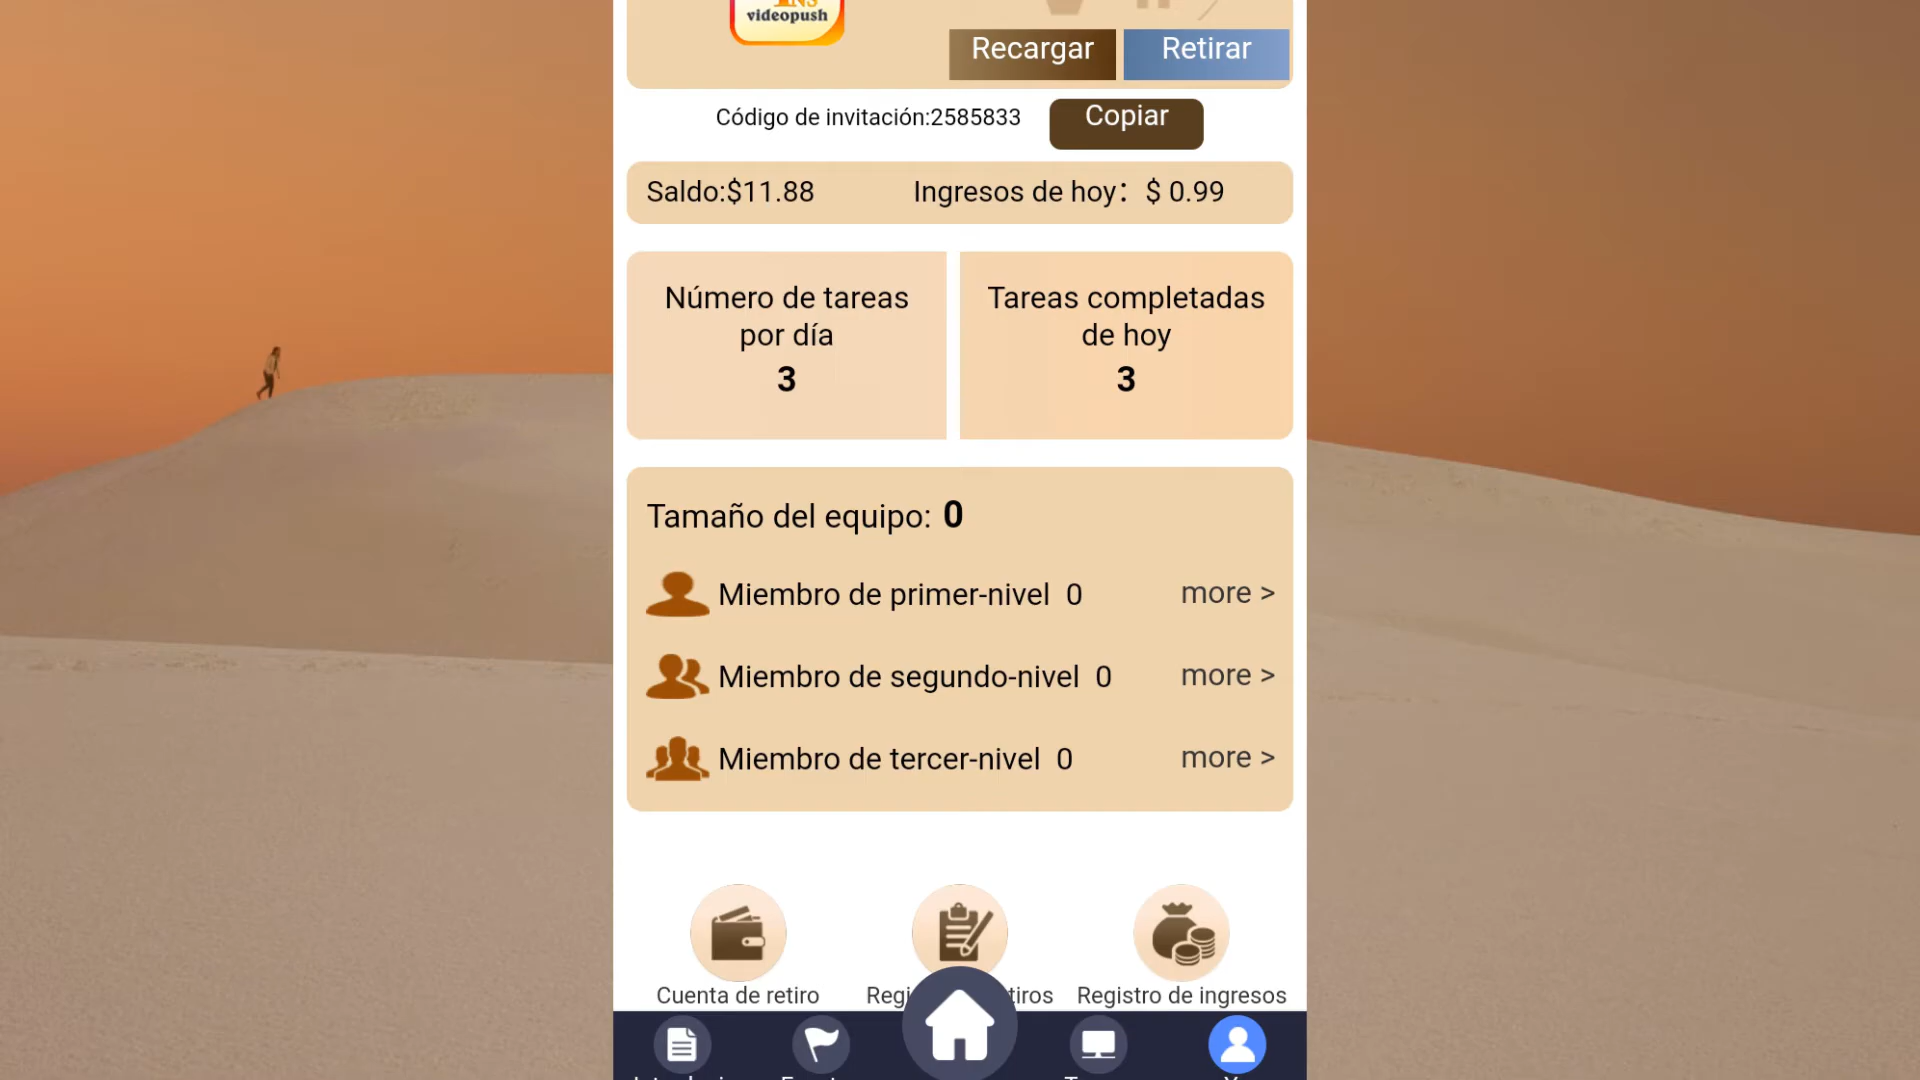 videopush
Recargar
Retirar
Código de invitación:2585833
Copiar
Saldo:$11.88
Ingresos de hoy： $ 0.99
Número de tareas
por día
3
Tareas completadas
de hoy
3
Tamaño del equipo: 0
Miembro de primer-nivel 0
more >
Miembro de segundo-nivel 0
more >
Miembro de tercer-nivel 0
more >
Cuenta de retiro
Registro de ingresos